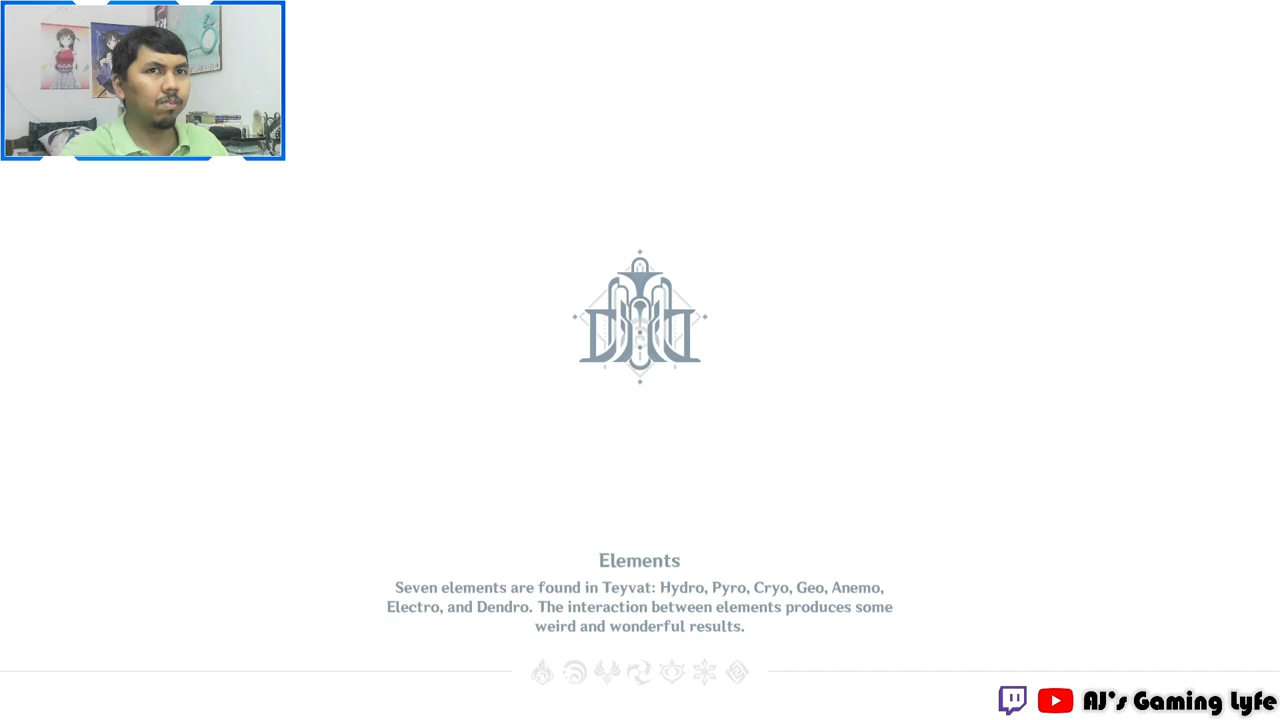 Elements
Seven elements are found in Teyvat: Hydro, Pyro, Cryo, Geo, Anemo,
Electro, and Dendro. The interaction between elements produces some
weird and wonderful results.
AJ's Gaming Lyfe